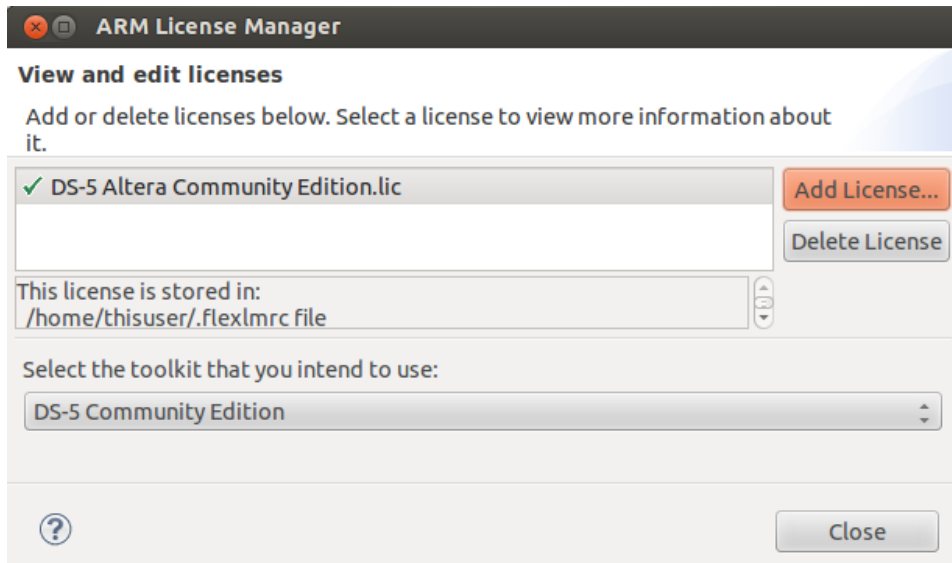 ARM License Manager
View and edit licenses
Add or delete licenses below. Select a license to view more information about
it.
DS-5 Altera Community Edition.lic
Add License...
Delete License
This license is stored in:
/home/thisuser/.flexlmrc file
Select the toolkit that you intend to use:
DS-5 Community Edition
?
Close